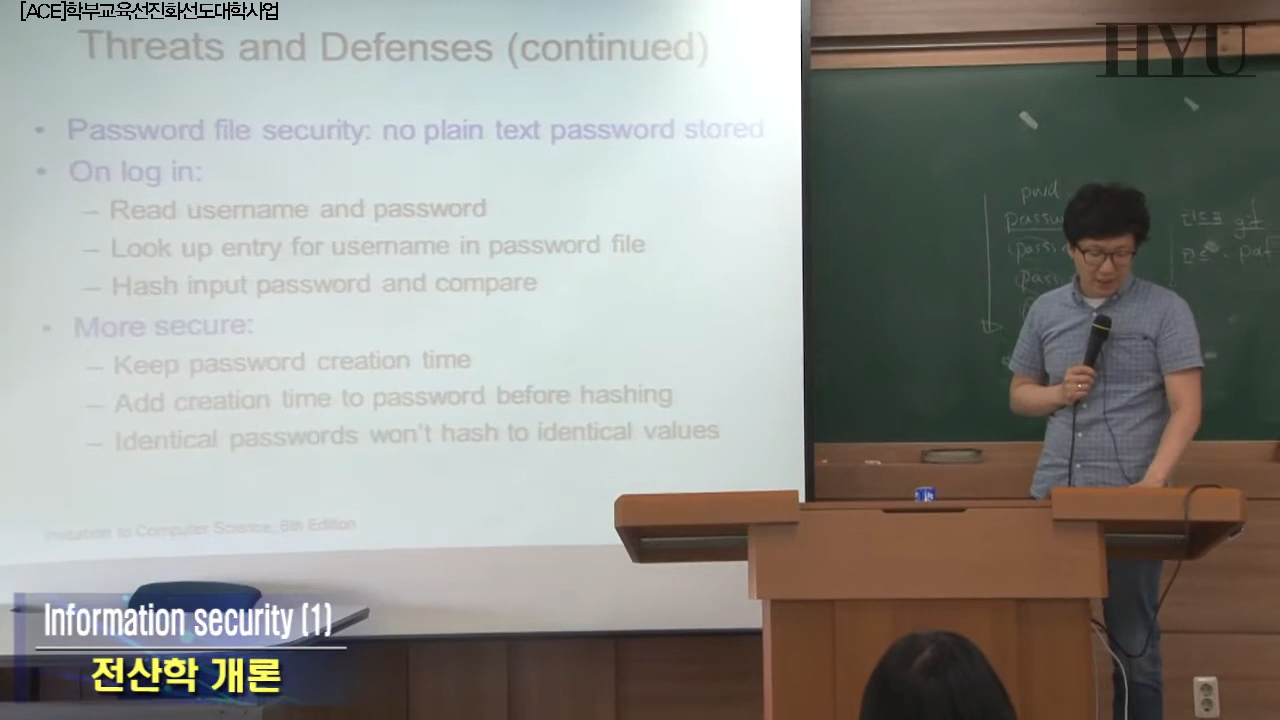 [ACE]학부교육선진화선도대학사업
HYU
Threats and Defenses (continued)
• Password file security: no plain text password stored
• On log in:
– Read username and password
– Look up entry for username in password file
– Hash input password and compare
• More secure:
– Keep password creation time
– Add creation time to password before hashing
– Identical passwords won't hash to identical values
Invitation to Computer Science, 6th Edition
pwd
Information security (1)
전산학 개론